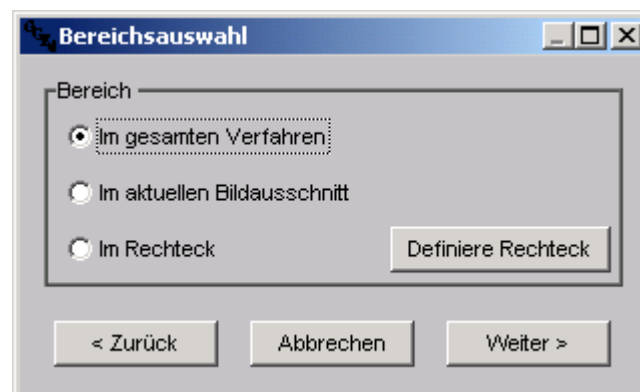 Bereichsauswahl
Bereich
Im gesamten Verfahren
Im aktuellen Bildausschnitt
Im Rechteck
Definiere Rechteck
< Zurück
Abbrechen
Weiter >